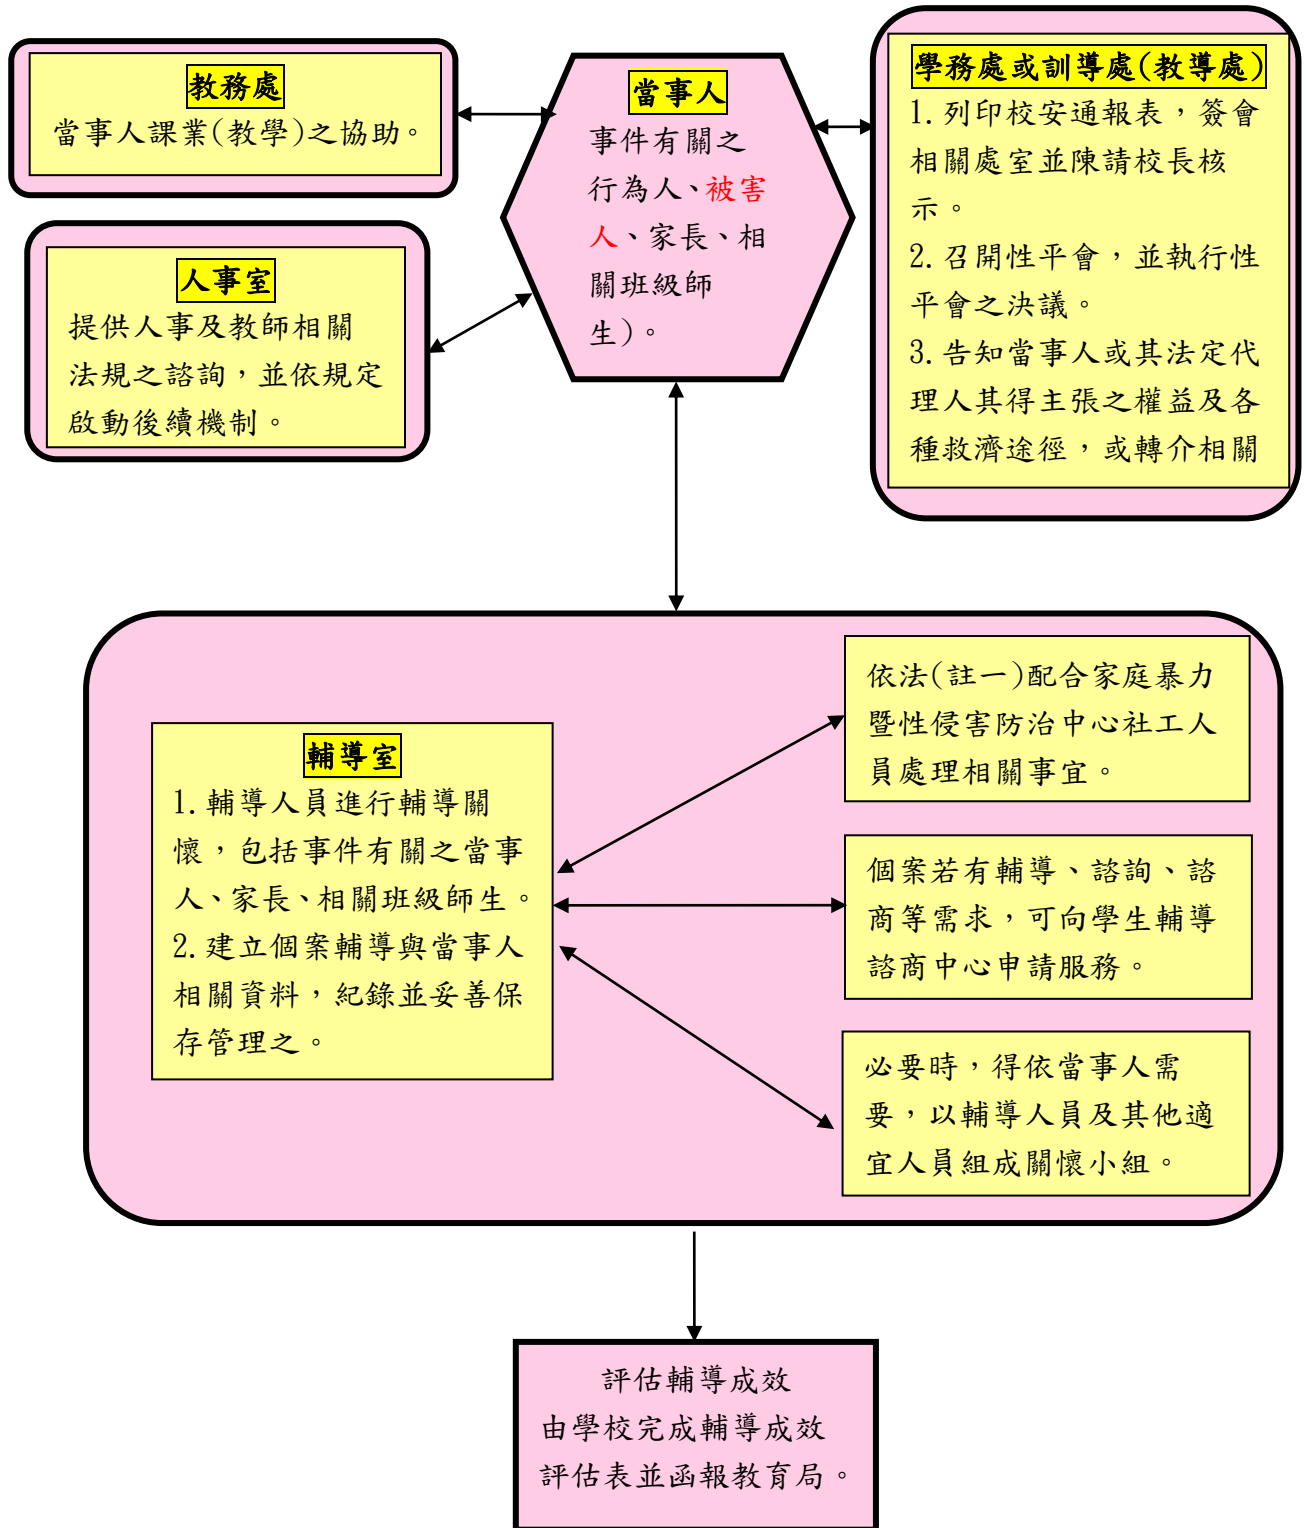 教務處
當事人課業(教學)之協助。
人事室
提供人事及教師相關
法規之諮詢,並依規定
啟動後續機制。
當事人
事件有關之
行為人、被害
人、家長、相
關班級師
生)。
學務處或訓導處(教導處)
1.列印校安通報表,簽會
相關處室並陳請校長核
示。
2.召開性平會,並執行性
平會之決議。
3.告知當事人或其法定代
理人其得主張之權益及各
種救濟途徑,或轉介相關
輔導室
1.輔導人員進行輔導關
懷,包括事件有關之當事
人、家長、相關班級師生。
2.建立個案輔導與當事人
相關資料,紀錄並妥善保
存管理之。
依法(註一)配合家庭暴力
暨性侵害防治中心社工人
員處理相關事宜。
個案若有輔導、諮詢、諮
商等需求,可向學生輔導
諮商中心申請服務。
必要時,得依當事人需
要,以輔導人員及其他適
宜人員組成關懷小組。
評估輔導成效
由學校完成輔導成效
評估表並函報教育局。